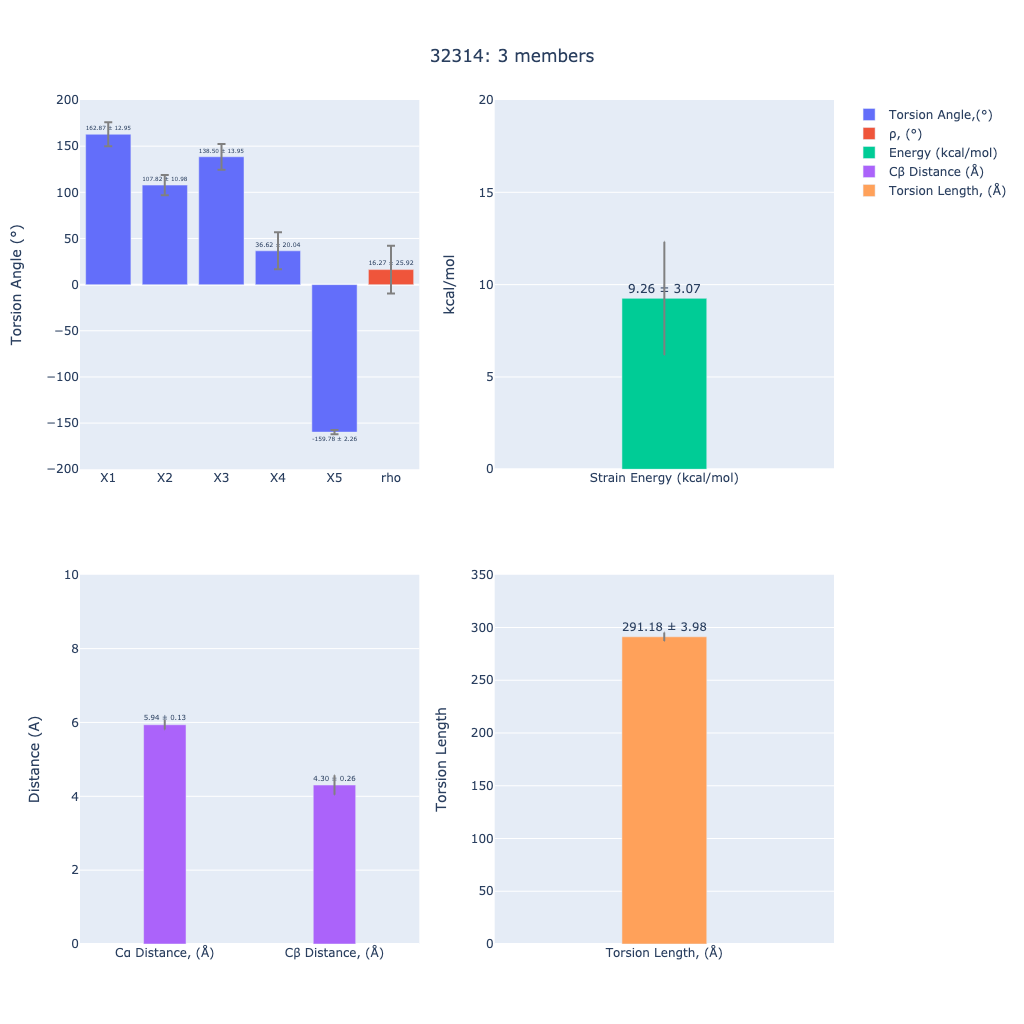 32314: 3 members
Torsion Angle (°)
200
150
100
50
0
−50
−100
−150
−200
162.87 ± 12.95
107.82 ± 10.98
138.50 ± 13.95
36.62 ± 20.04
-159.78 ± 2.26
16.27 ± 25.92
X1 X2 X3 X4 X5 rho
kcal/mol
20
15
10
5
0
9.26 ± 3.07
Strain Energy (kcal/mol)
Torsion Angle,(°)
ρ, (°)
Energy (kcal/mol)
Cβ Distance (Å)
Torsion Length, (Å)
Distance (A)
10
8
6
4
2
0
5.94 ± 0.13
4.30 ± 0.26
Cα Distance, (Å) Cβ Distance, (Å)
Torsion Length
350
300
250
200
150
100
50
0
291.18 ± 3.98
Torsion Length, (Å)